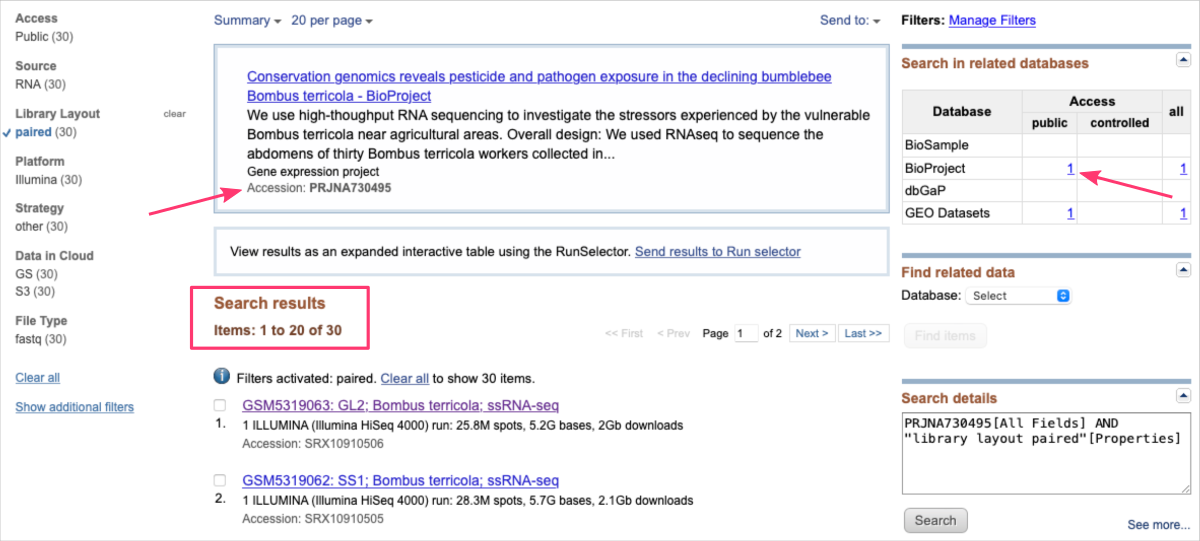 Access
Public (30)
Source
RNA (30)
Library Layout clear
paired (30)
Platform
Illumina (30)
Strategy
other (30)
Data in Cloud
GS (30)
S3 (30)
File Type
fastq (30)
Clear all
Show additional filters
Summary 20 per page Send to:
Conservation genomics reveals pesticide and pathogen exposure in the declining bumblebee
Bombus terricola - BioProject
We use high-thoughput RNA sequencing to investigate the stressors experienced by the vulnerable
Bombus terricola near agricultural areas. Overall design: We used RNAseq to sequence the
abdomens of thirty Bombus terricola workers collected in...
Gene expression project
Accession: PRJNA730495
View results as an expanded interactive table using the RunSelector. Send results to Run selector
Search results
Items: 1 to 20 of 30
<< First < Prev Page 1 of 2 Next > Last >>
Filters activated: paired. Clear all to show 30 items.
GSM5319063: GL2; Bombus terricola; ssRNA-seq
1. 1 ILLUMINA (Illumina HiSeq 4000) run: 25.8M spots, 5.2G bases, 2Gb downloads
Accession: SRX10910506
GSM5319062: SS1; Bombus terricola; ssRNA-seq
2. 1 ILLUMINA (Illumina HiSeq 4000) run: 28.3M spots, 5.7G bases, 2.1Gb downloads
Accession: SRX10910505
Filters: Manage Filters
Search in related databases
Database Access all
public controlled
BioSample
BioProject 1 1
dbGaP
GEO Datasets 1 1
Find related data
Database: Select
Find items
Search details
PRJNA730495[All Fields] AND
"library layout paired"[Properties]
Search
See more...